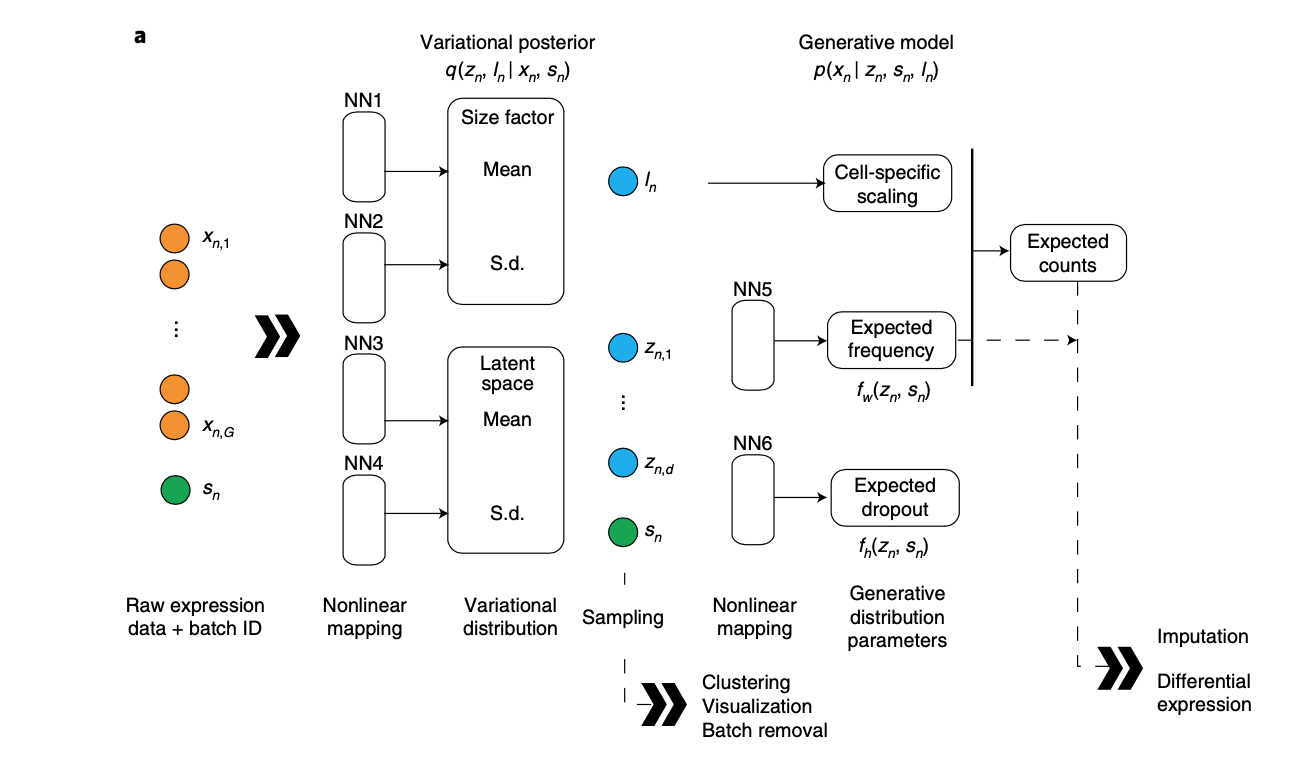 a
Variational posterior
q(zₙ, lₙ | xₙ, sₙ)
Generative model
p(xₙ | zₙ, sₙ, lₙ)
xₙ,₁
⋮
xₙ,G
sₙ
Raw expression
data + batch ID
NN1
NN2
NN3
NN4
Nonlinear
mapping
Size factor
Mean
S.d.
Latent
space
Mean
S.d.
Variational
distribution
lₙ
zₙ,₁
⋮
zₙ,d
sₙ
Sampling
Clustering
Visualization
Batch removal
NN5
NN6
Nonlinear
mapping
Cell-specific
scaling
Expected
frequency
f_w(zₙ, sₙ)
Expected
dropout
f_h(zₙ, sₙ)
Generative
distribution
parameters
Expected
counts
Imputation
Differential
expression